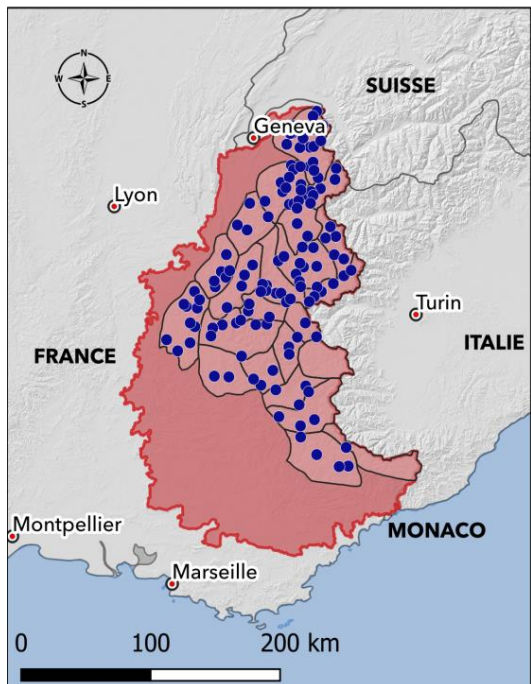 N
W E
S
SUISSE
Geneva
Lyon
Turin
FRANCE
ITALIE
Montpellier
MONACO
Marseille
0 100 200 km